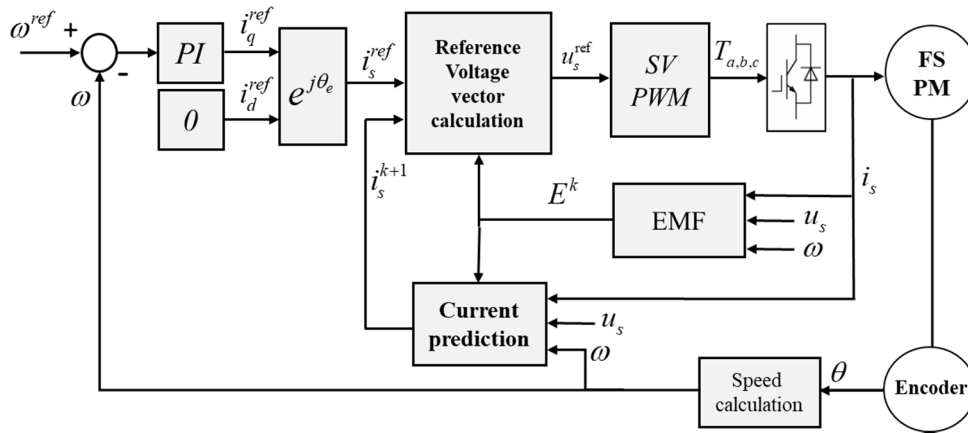 ω^ref + - ω
PI
0
i_q^ref
i_d^ref
e^jθ_e
i_s^ref
Reference
Voltage
vector
calculation
u_s^ref
SV
PWM
T_a,b,c
FS
PM
i_s^k+1
E^k
EMF
u_s
ω
i_s
Current
prediction
u_s
ω
Speed
calculation
θ
Encoder